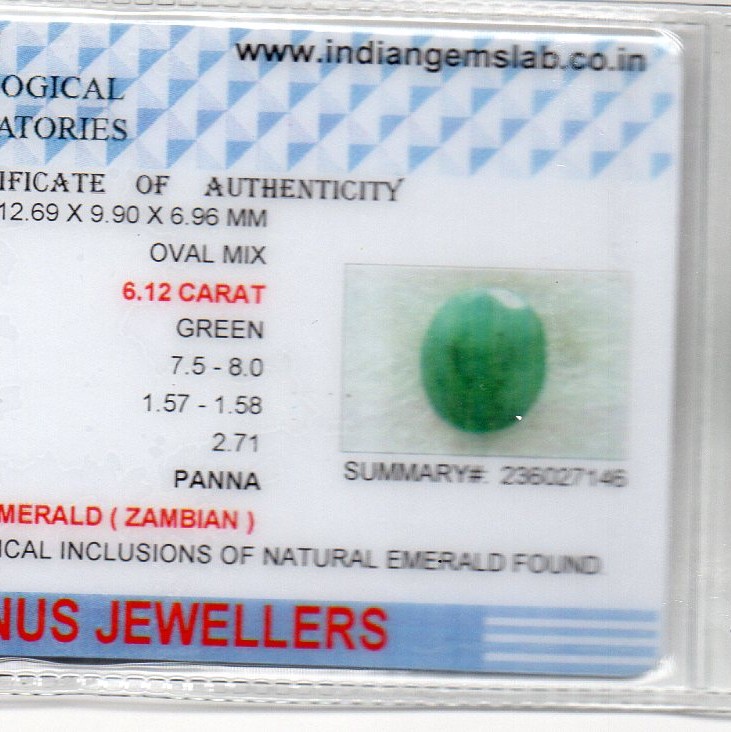 www.indiangemslab.co.in
OGICAL
ATORIES
IFICATE OF AUTHENTICITY
12.69 X 9.90 X 6.96 MM
OVAL MIX
6.12 CARAT
GREEN
7.5 - 8.0
1.57 - 1.58
2.71
PANNA
SUMMARY#: 236027146
MERALD ( ZAMBIAN )
ICAL INCLUSIONS OF NATURAL EMERALD FOUND
NUS JEWELLERS